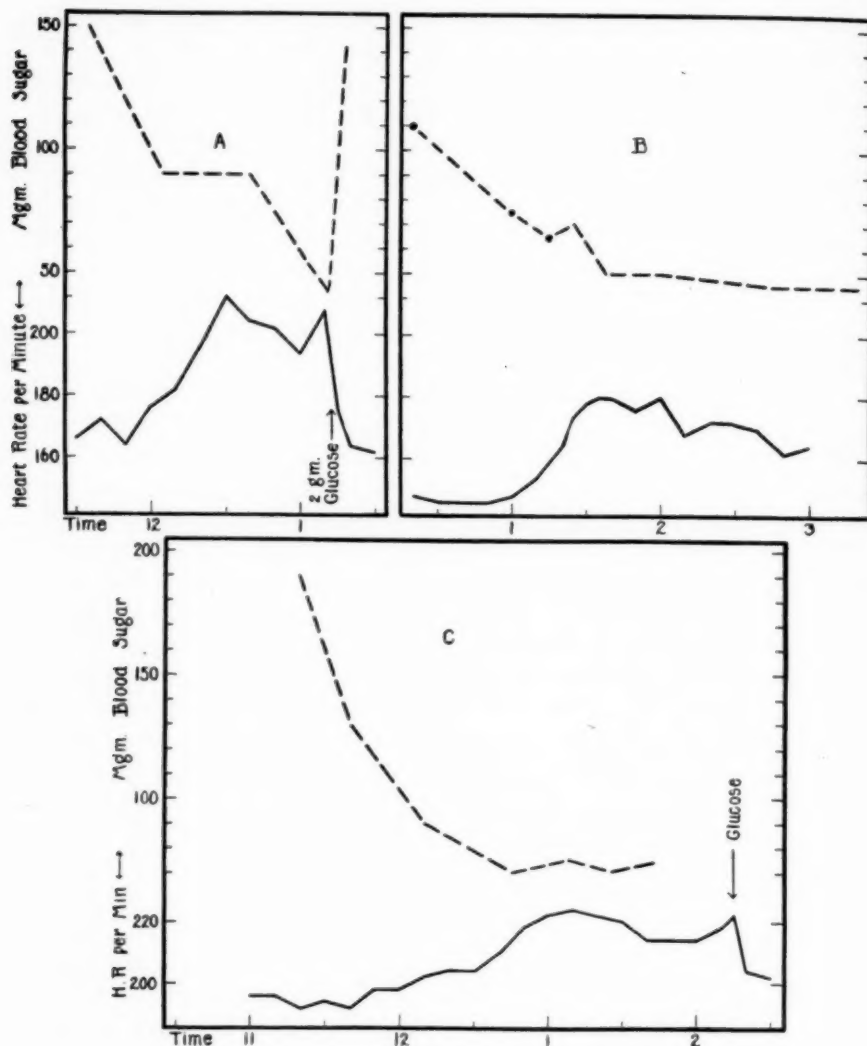 150
100
50
200
180
160
Mgm. Blood Sugar
Heart Rate per Minute ⟷
A
2 gm.
Glucose
Time 12 1
B
1 2 3
200
150
100
220
200
Mgm. Blood Sugar
H.R per Min ⟷
C
Glucose
Time 11 12 1 2